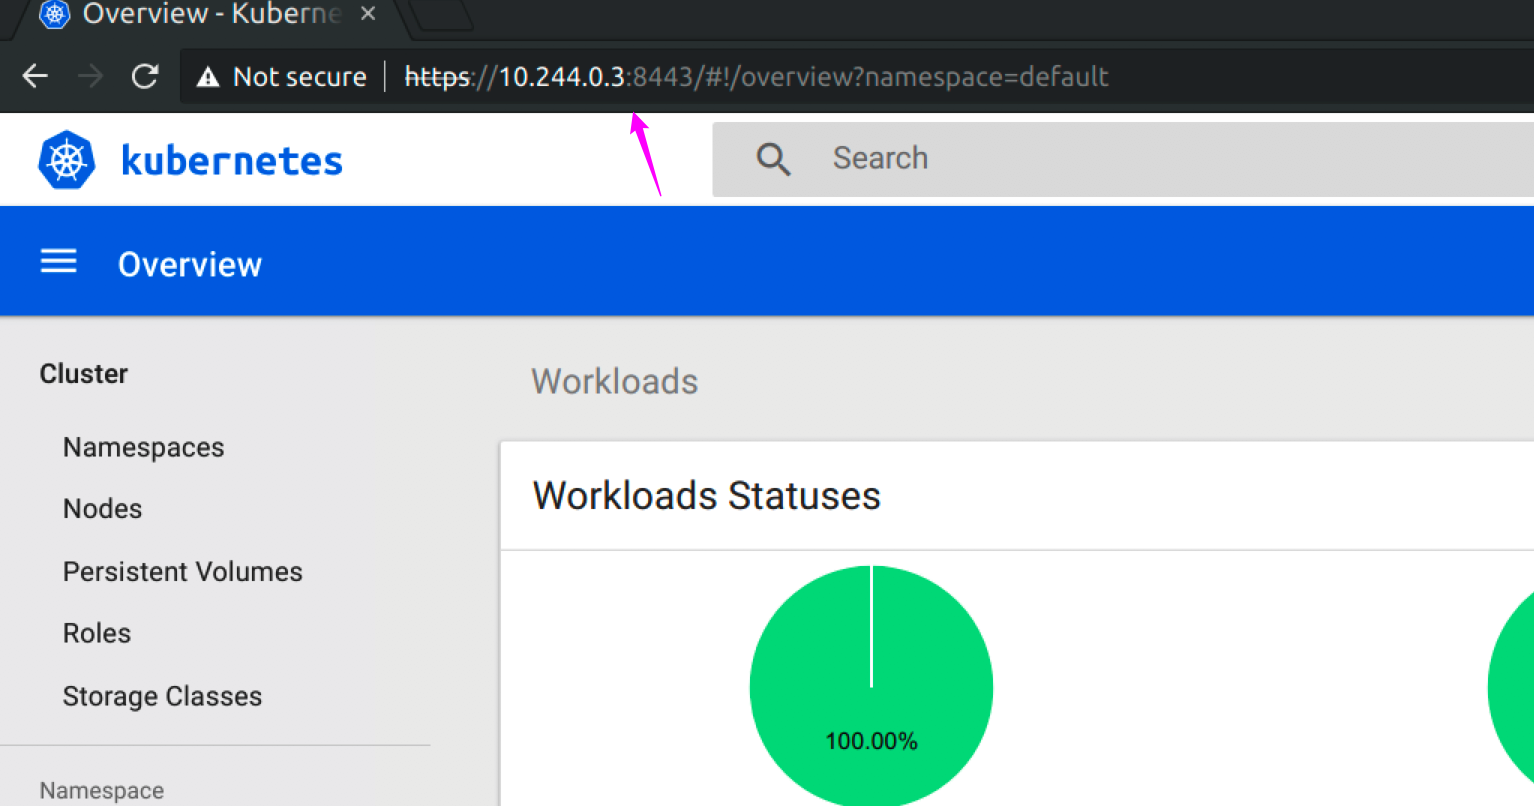 Overview - Kuberne
Not secure https://10.244.0.3:8443/#!/overview?namespace=default
kubernetes
Search
Overview
Cluster
Namespaces
Nodes
Persistent Volumes
Roles
Storage Classes
Namespace
Workloads
Workloads Statuses
100.00%